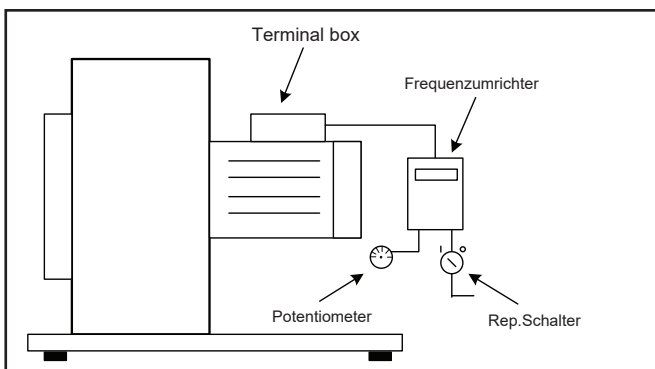 Terminal box
Frequenzumrichter
I O
Potentiometer
Rep.Schalter